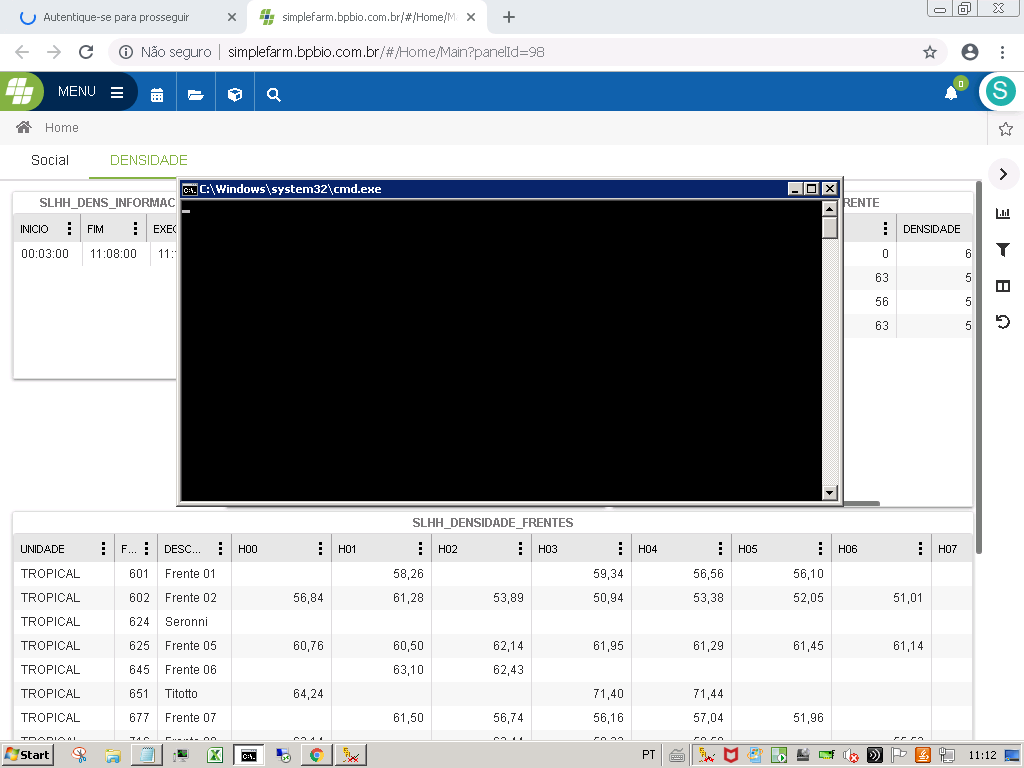 Autentique-se para prosseguir
simplefarm.bpbio.com.br/#/Home/M
Não seguro simplefarm.bpbio.com.br/#/Home/Main?panelId=98
MENU
0
S
Home
Social DENSIDADE
C:\Windows\system32\cmd.exe
SLHH_DENS_INFORMAC
RENTE
INICIO FIM EXEC DENSIDADE
00:03:00 11:08:00 11: 0 6
63 5
56 5
63 5
SLHH_DENSIDADE_FRENTES
UNIDADE F... DESC... H00 H01 H02 H03 H04 H05 H06 H07
TROPICAL 601 Frente 01 58,26 59,34 56,56 56,10
TROPICAL 602 Frente 02 56,84 61,28 53,89 50,94 53,38 52,05 51,01
TROPICAL 624 Seronni
TROPICAL 625 Frente 05 60,76 60,50 62,14 61,95 61,29 61,45 61,14
TROPICAL 645 Frente 06 63,10 62,43
TROPICAL 651 Titotto 64,24 71,40 71,44
TROPICAL 677 Frente 07 61,50 56,74 56,16 57,04 51,96
Start PT 11:12